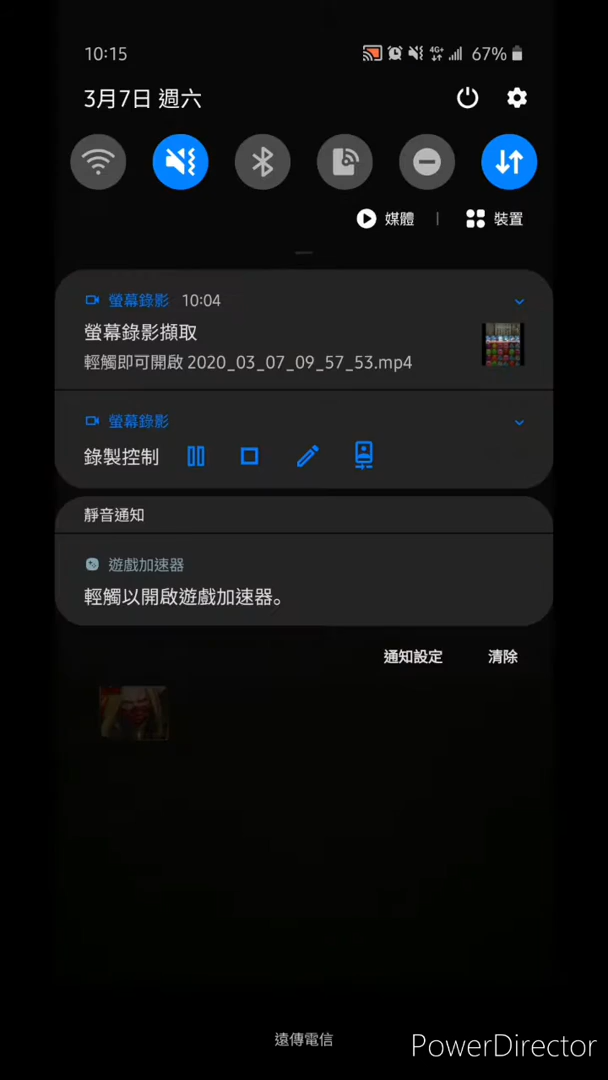 10:15
4G+ 67%
3月7日 週六
媒體 | 裝置
螢幕錄影 10:04
螢幕錄影擷取
輕觸即可開啟 2020_03_07_09_57_53.mp4
螢幕錄影
錄製控制
靜音通知
遊戲加速器
輕觸以開啟遊戲加速器。
通知設定 清除
遠傳電信
PowerDirector